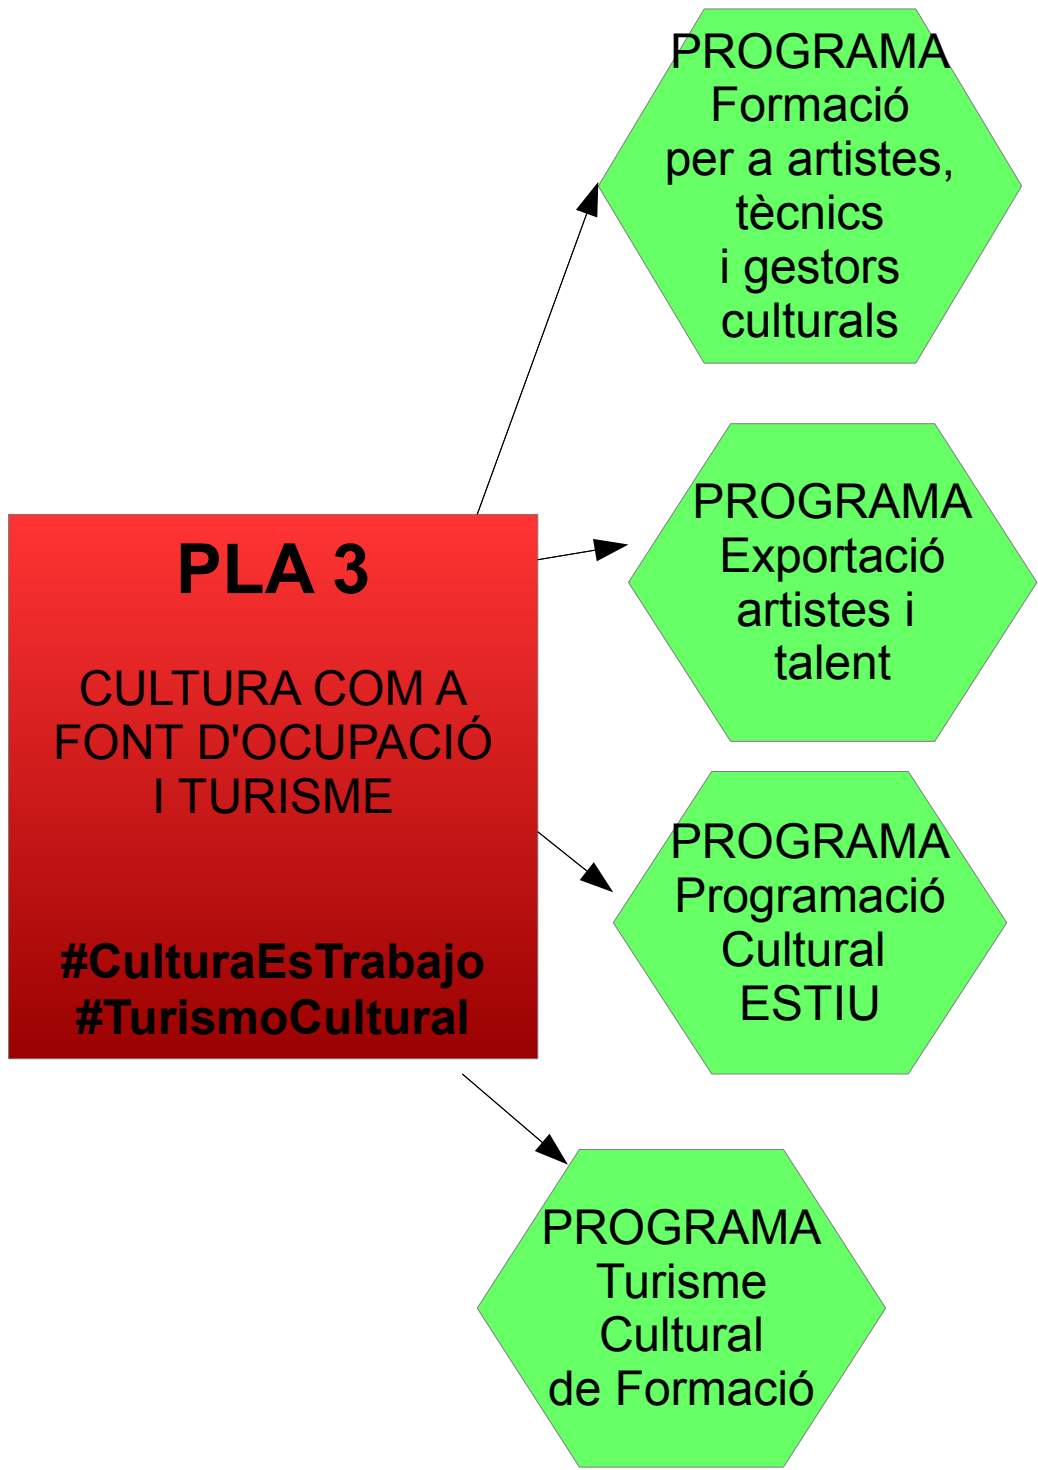 PROGRAMA
Formació
per a artistes,
tècnics
i gestors
culturals
PROGRAMA
Exportació
artistes i
talent
PLA 3
CULTURA COM A
FONT D'OCUPACIÓ
I TURISME
#CulturaEsTrabajo
#TurismoCultural
PROGRAMA
Programació
Cultural
ESTIU
PROGRAMA
Turisme
Cultural
de Formació